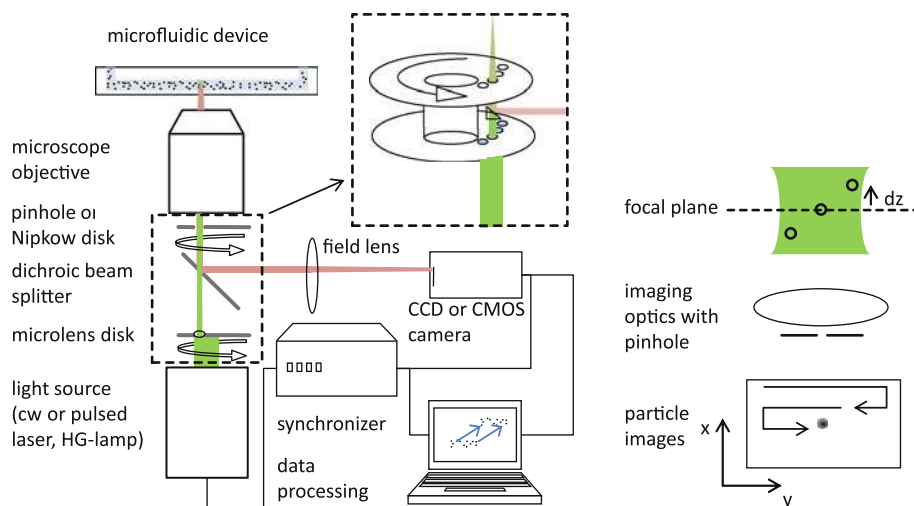 microfluidic device
microscope
objective
pinhole or
Nipkow disk
dichroic beam
splitter
microlens disk
light source
(cw or pulsed
laser, HG-lamp)
field lens
CCD or CMOS
camera
synchronizer
data
processing
focal plane
dz
imaging
optics with
pinhole
particle
images
x
y